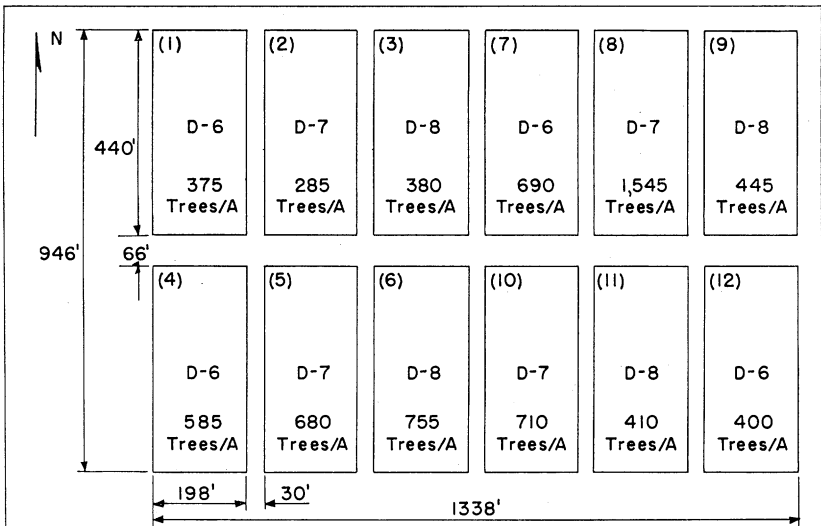 N
(1)
D-6
375
Trees/A
(2)
D-7
285
Trees/A
(3)
D-8
380
Trees/A
(7)
D-6
690
Trees/A
(8)
D-7
1,545
Trees/A
(9)
D-8
445
Trees/A
440'
946'
66'
(4)
D-6
585
Trees/A
(5)
D-7
680
Trees/A
(6)
D-8
755
Trees/A
(10)
D-7
710
Trees/A
(11)
D-8
410
Trees/A
(12)
D-6
400
Trees/A
198'
30'
1338'